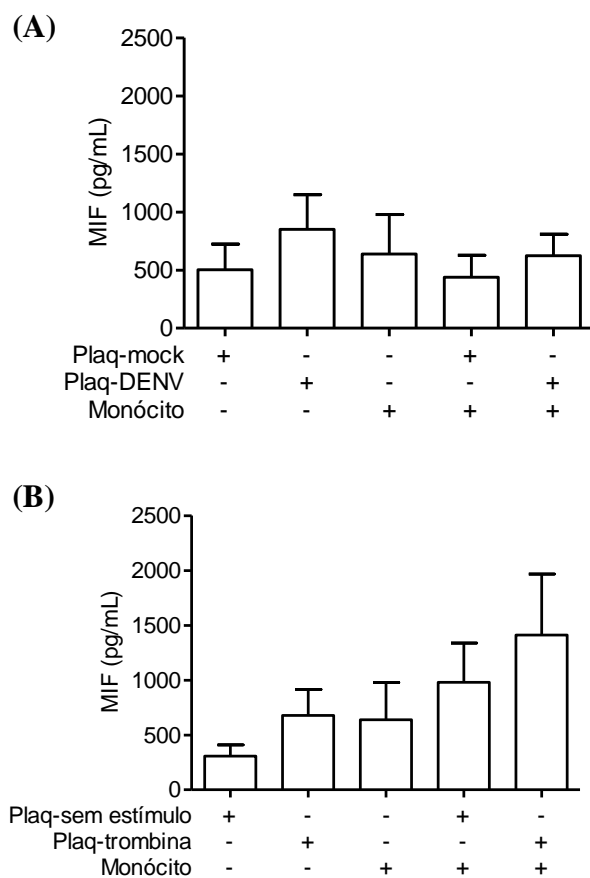 (A)
2500
2000
1500
1000
500
0
MIF (pg/mL)
Plaq-mock + - - + -
Plaq-DENV - + - - +
Monócito - - + + +
(B)
2500
2000
1500
1000
500
0
MIF (pg/mL)
Plaq-sem estímulo + - - + -
Plaq-trombina - + - - +
Monócito - - + + +